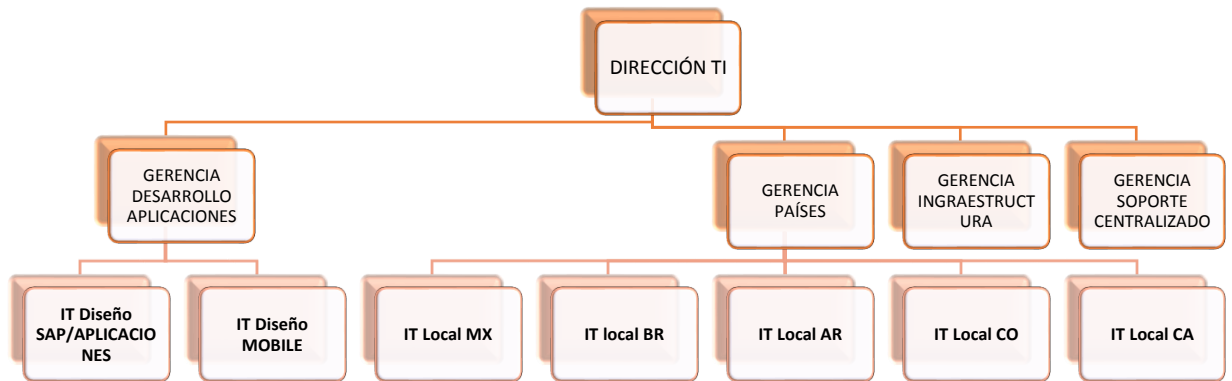 DIRECCIÓN TI
GERENCIA
DESARROLLO
APLICACIONES
GERENCIA
PAÍSES
GERENCIA
INGRAESTRUCT
URA
GERENCIA
SOPORTE
CENTRALIZADO
IT Diseño
SAP/APLICACIO
NES
IT Diseño
MOBILE
IT Local MX
IT local BR
IT Local AR
IT Local CO
IT Local CA